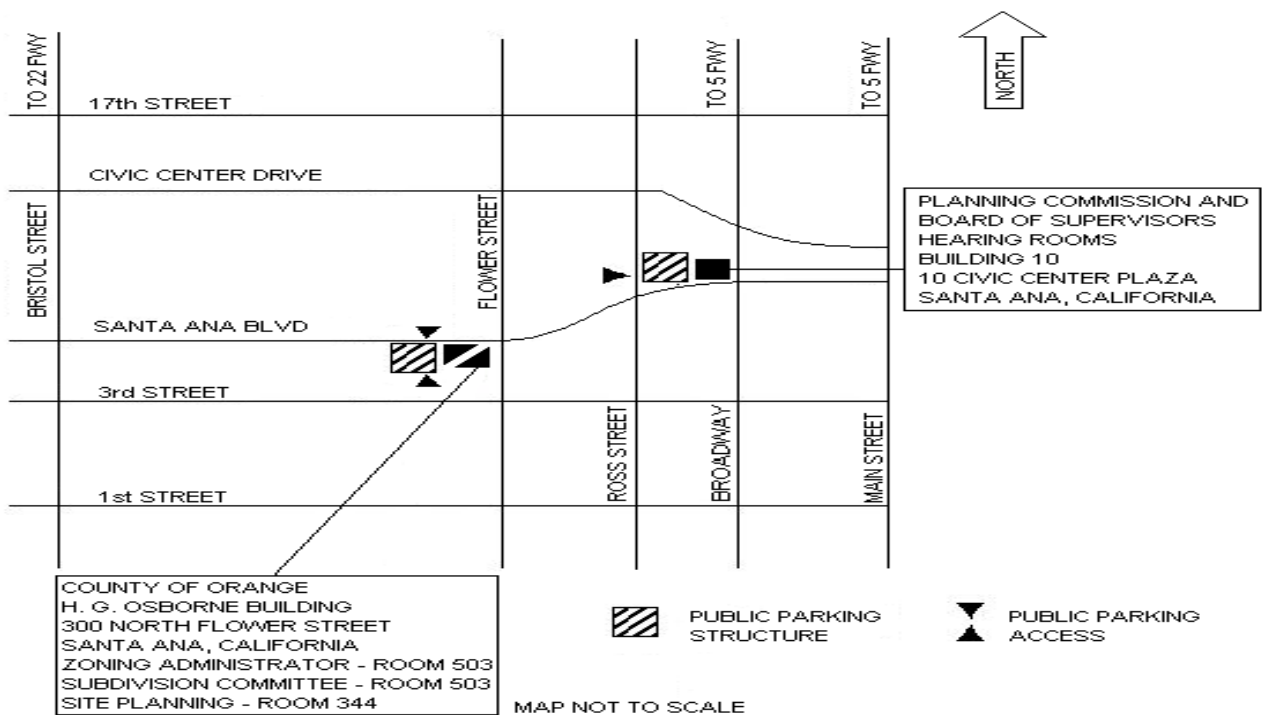 TO 22 FWY
TO 5 FWY
TO 5 FWY
NORTH
17th STREET
CIVIC CENTER DRIVE
BRISTOL STREET
FLOWER STREET
PLANNING COMMISSION AND
BOARD OF SUPERVISORS
HEARING ROOMS
BUILDING 10
10 CIVIC CENTER PLAZA
SANTA ANA, CALIFORNIA
SANTA ANA BLVD
3rd STREET
ROSS STREET
BROADWAY
MAIN STREET
1st STREET
COUNTY OF ORANGE
H. G. OSBORNE BUILDING
300 NORTH FLOWER STREET
SANTA ANA, CALIFORNIA
ZONING ADMINISTRATOR - ROOM 503
SUBDIVISION COMMITTEE - ROOM 503
SITE PLANNING - ROOM 344
PUBLIC PARKING
STRUCTURE
PUBLIC PARKING
ACCESS
MAP NOT TO SCALE